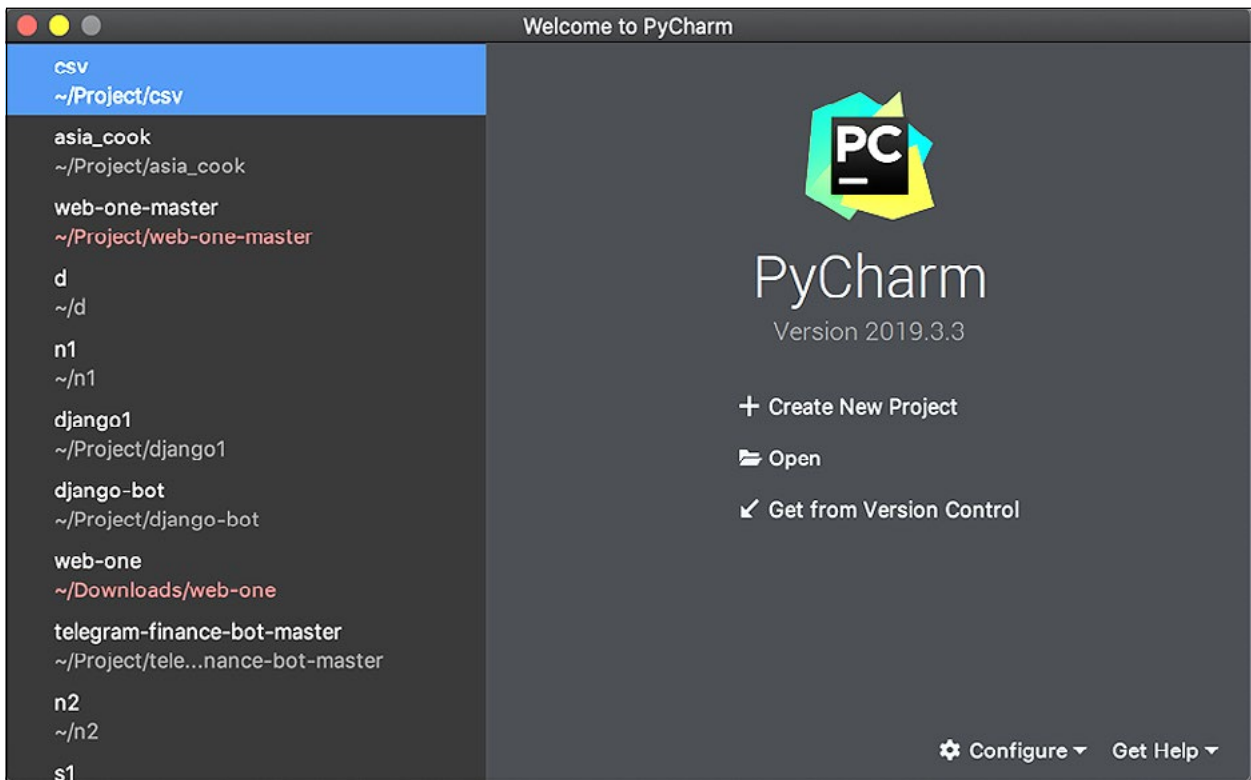 Welcome to PyCharm
csv
~/Project/csv
asia_cook
~/Project/asia_cook
web-one-master
~/Project/web-one-master
d
~/d
n1
~/n1
django1
~/Project/django1
django-bot
~/Project/django-bot
web-one
~/Downloads/web-one
telegram-finance-bot-master
~/Project/tele...nance-bot-master
n2
~/n2
s1
PC
PyCharm
Version 2019.3.3
Create New Project
Open
Get from Version Control
Configure
Get Help